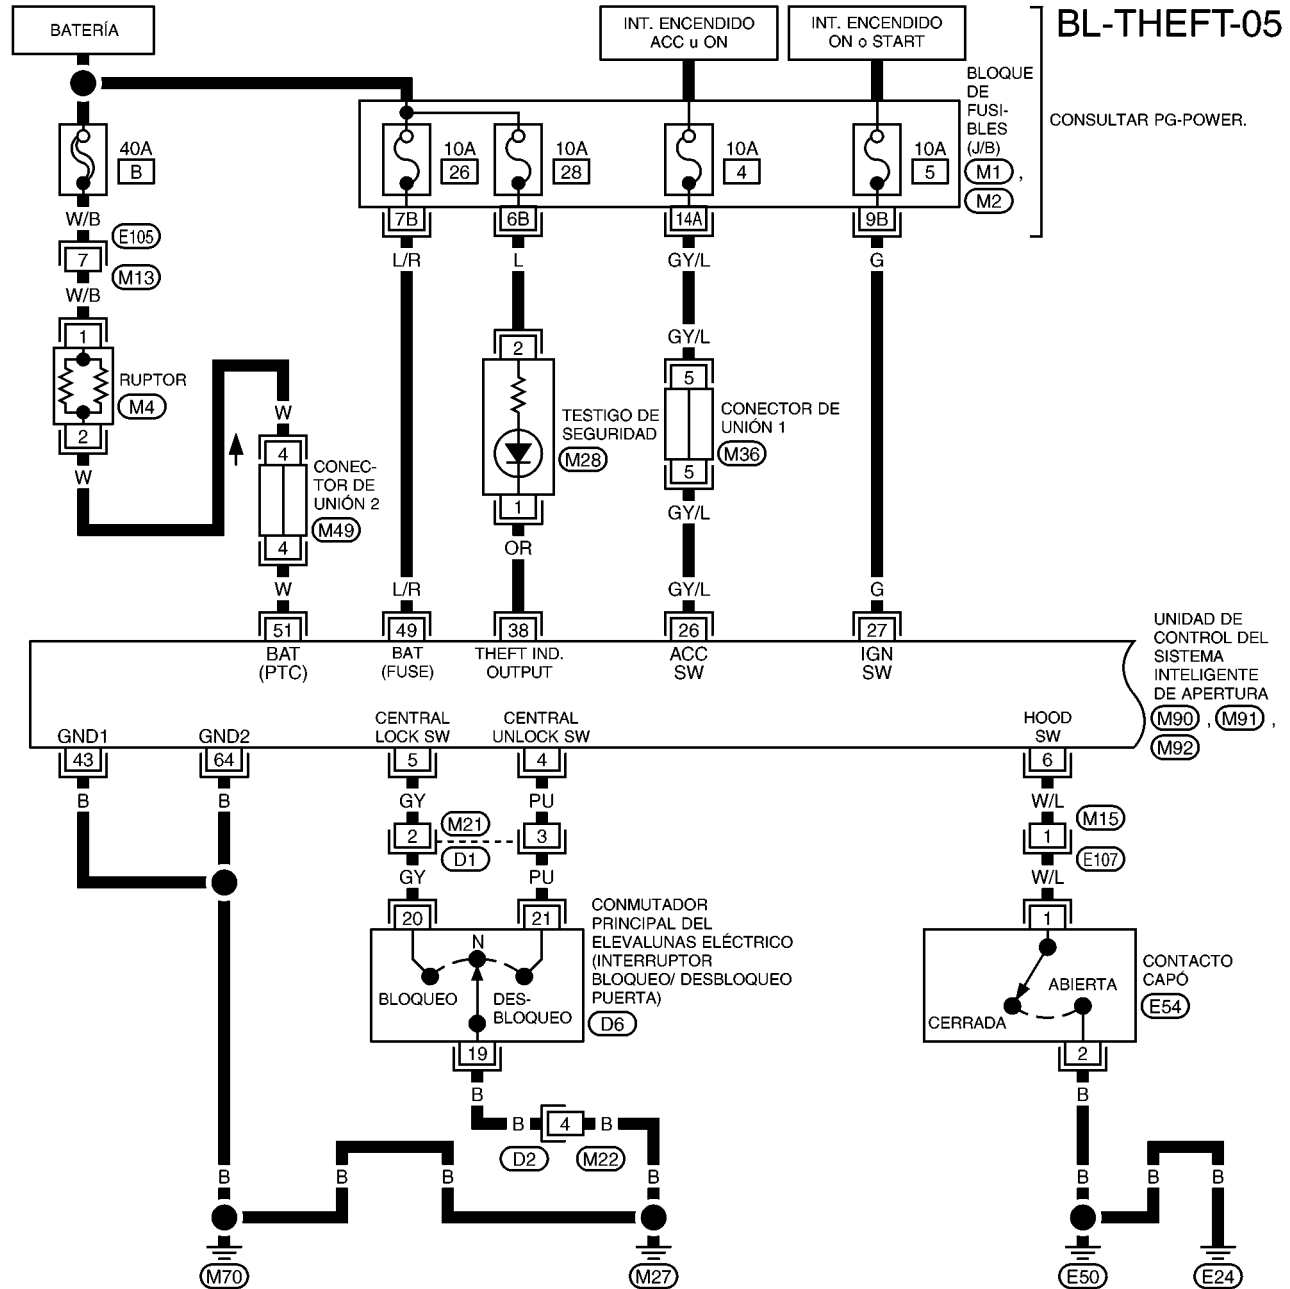 BL-THEFT-05
BATERÍA
INT. ENCENDIDO
ACC u ON
INT. ENCENDIDO
ON o START
BLOQUE
DE
FUSI-
BLES
(J/B)
M1 ,
M2
CONSULTAR PG-POWER.
40A
B
10A
26
10A
28
10A
4
10A
5
7B
6B
14A
9B
W/B
E105
7
M13
W/B
L/R
L
GY/L
G
1
RUPTOR
M4
2
W
W
4
CONEC-
TOR DE
UNIÓN 2
M49
4
W
2
TESTIGO DE
SEGURIDAD
M28
1
OR
GY/L
5
CONECTOR DE
UNIÓN 1
M36
5
GY/L
L/R
GY/L
G
51
49
38
26
27
BAT
(PTC)
BAT
(FUSE)
THEFT IND.
OUTPUT
ACC
SW
IGN
SW
UNIDAD DE
CONTROL DEL
SISTEMA
INTELIGENTE
DE APERTURA
M90 , M91 ,
M92
GND1
GND2
CENTRAL
LOCK SW
CENTRAL
UNLOCK SW
HOOD
SW
43
64
5
4
6
B
B
GY
PU
W/L
2
M21
D1
3
1
M15
E107
GY
PU
W/L
20
21
1
N
BLOQUEO
DES-
BLOQUEO
CONMUTADOR
PRINCIPAL DEL
ELEVALUNAS ELÉCTRICO
(INTERRUPTOR
BLOQUEO/ DESBLOQUEO
PUERTA)
D6
ABIERTA
CERRADA
CONTACTO
CAPÓ
E54
19
2
B
B
B
4
B
D2
M22
B
B
B
B
B
B
B
M70
M27
E50
E24